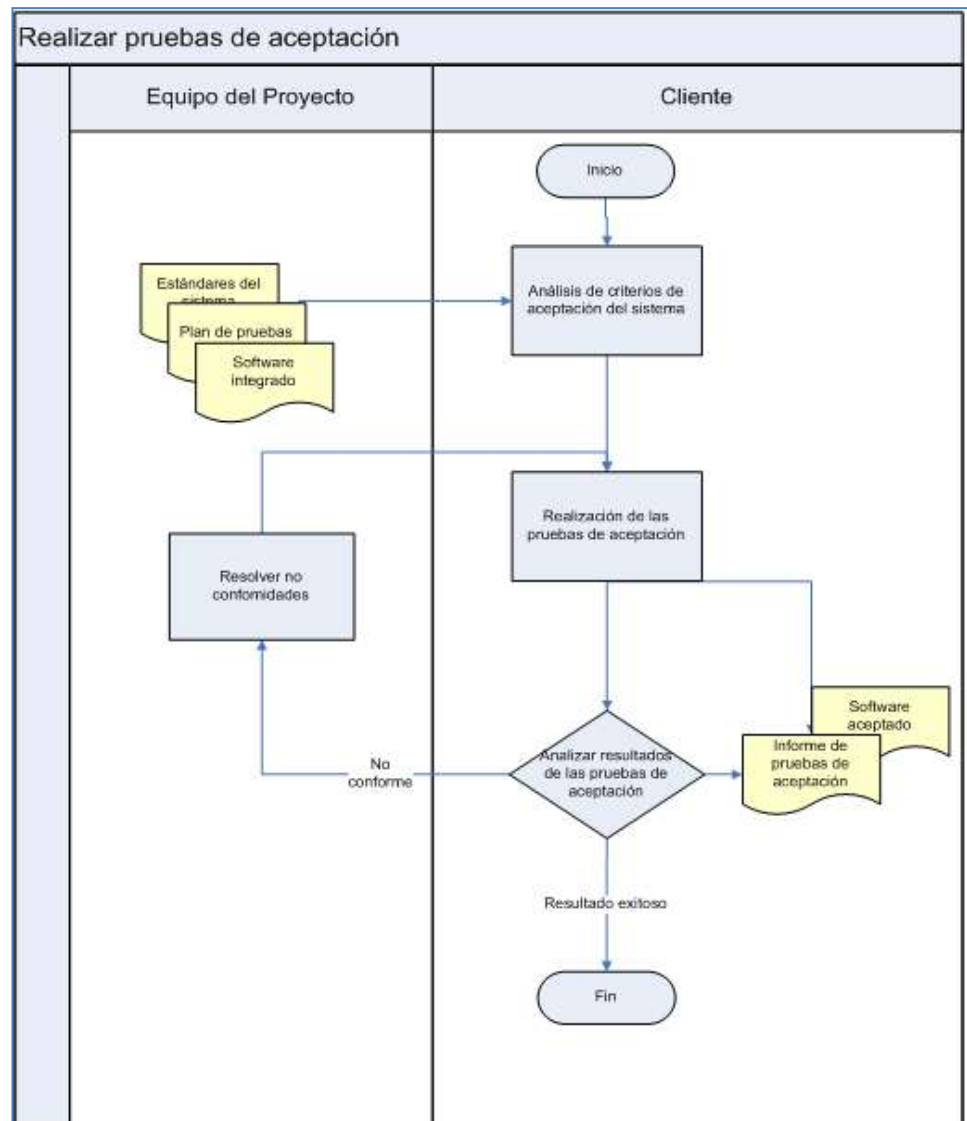 Realizar pruebas de aceptación
Equipo del Proyecto
Cliente
Inicio
Estándares del
sistema
Plan de pruebas
Software
integrado
Análisis de criterios de
aceptación del sistema
Realización de las
pruebas de aceptación
Resolver no
confomidades
Software
aceptado
Informe de
pruebas de
aceptación
Analizar resultados
de las pruebas de
aceptación
No
conforme
Resultado exitoso
Fin